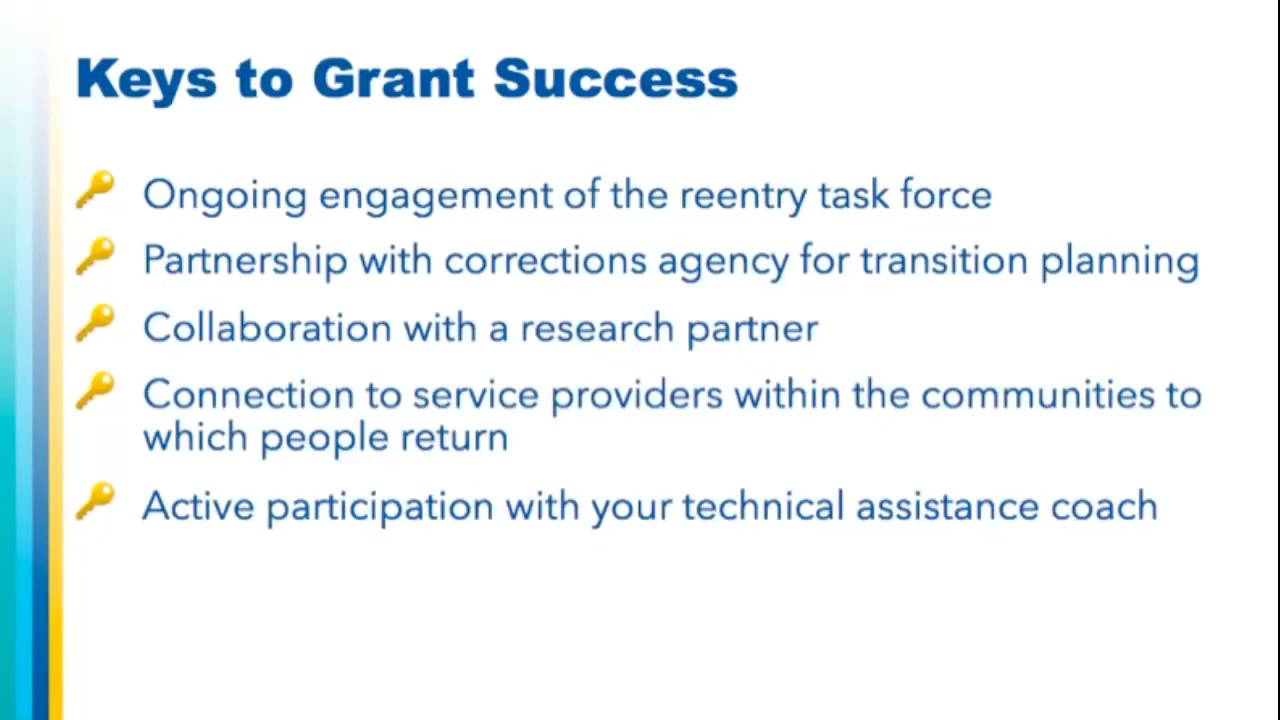 Keys to Grant Success
Ongoing engagement of the reentry task force
Partnership with corrections agency for transition planning
Collaboration with a research partner
Connection to service providers within the communities to
which people return
Active participation with your technical assistance coach